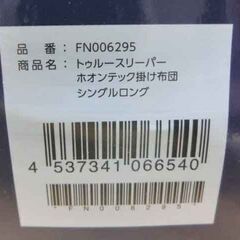 品 番： FN006295
商品名： トゥルースリーパー
ホオンテック掛け布団
シングルロング
4 537341 066540
*FN006295*